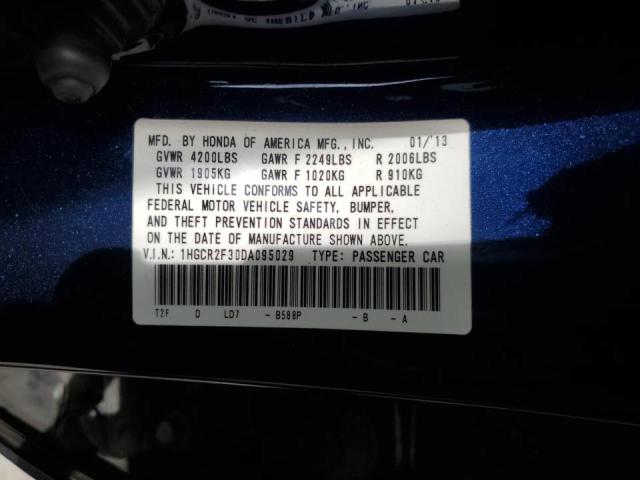 MFD. BY HONDA OF AMERICA MFG., INC. 01/'13
GVWR 4200LBS GAWR F 2249LBS R 2006LBS
GVWR 1905KG GAWR F 1020KG R 910KG
THIS VEHICLE CONFORMS TO ALL APPLICABLE
FEDERAL MOTOR VEHICLE SAFETY, BUMPER,
AND THEFT PREVENTION STANDARDS IN EFFECT
ON THE DATE OF MANUFACTURE SHOWN ABOVE.
V.I.N.: 1HGCR2F30DA095029 TYPE: PASSENGER CAR
T2F D LD7 - B588P - B - A